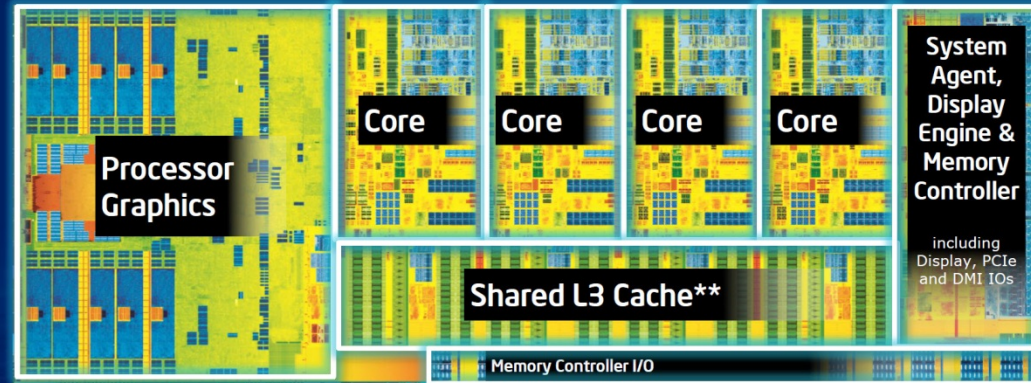 Processor
Graphics
Core
Core
Core
Core
System
Agent,
Display
Engine &
Memory
Controller
including
Display, PCIe
and DMI IOs
Shared L3 Cache**
Memory Controller I/O